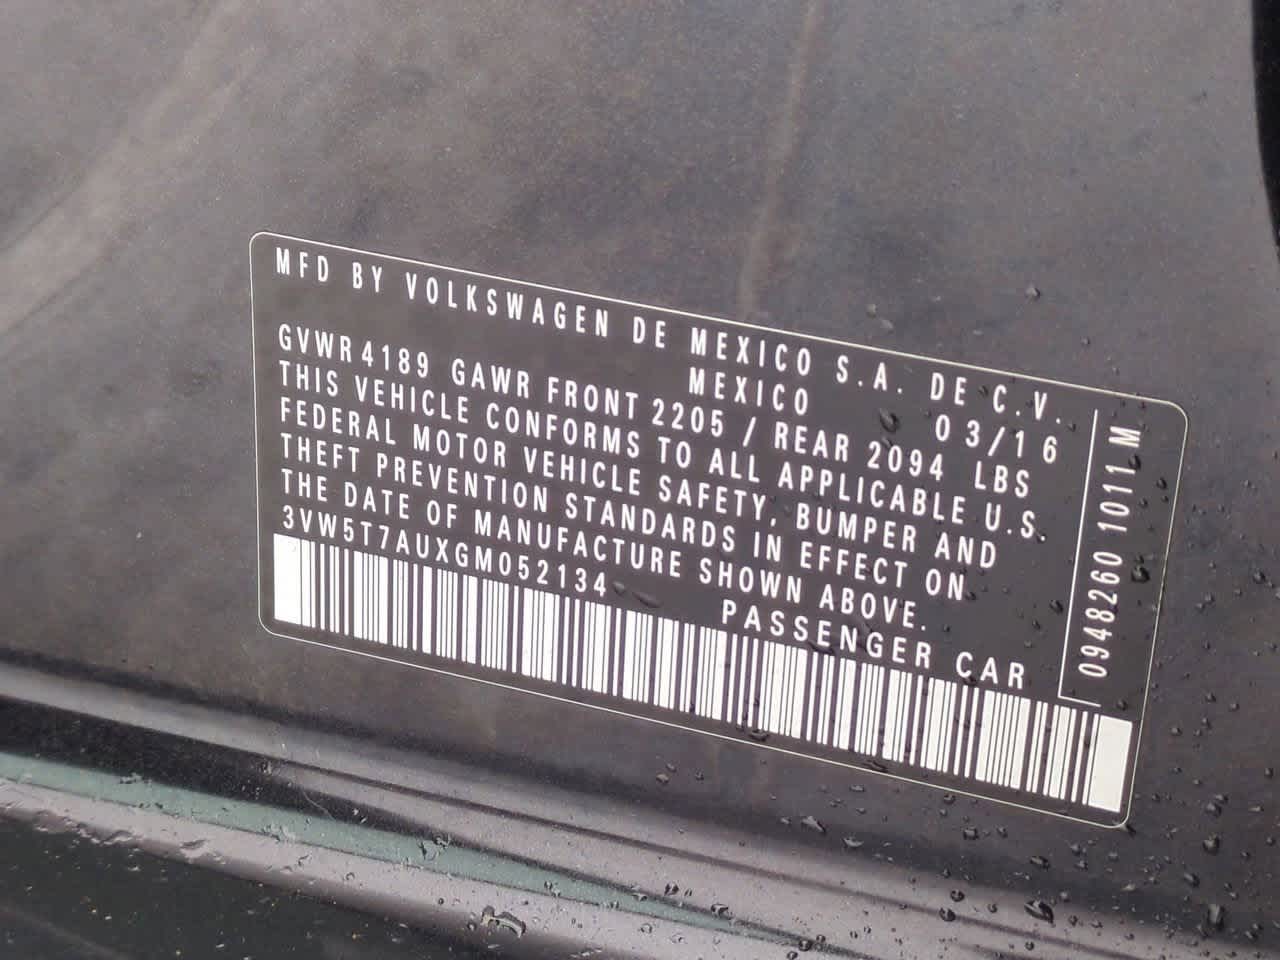 MFD BY VOLKSWAGEN DE MEXICO S.A. DE C.V.
MEXICO 03/16
GVWR 4189 GAWR FRONT 2205 / REAR 2094 LBS
THIS VEHICLE CONFORMS TO ALL APPLICABLE U.S.
FEDERAL MOTOR VEHICLE SAFETY, BUMPER AND
THEFT PREVENTION STANDARDS IN EFFECT ON
THE DATE OF MANUFACTURE SHOWN ABOVE.
3VW5T7AUXGM052134 PASSENGER CAR
0948260 1011 M